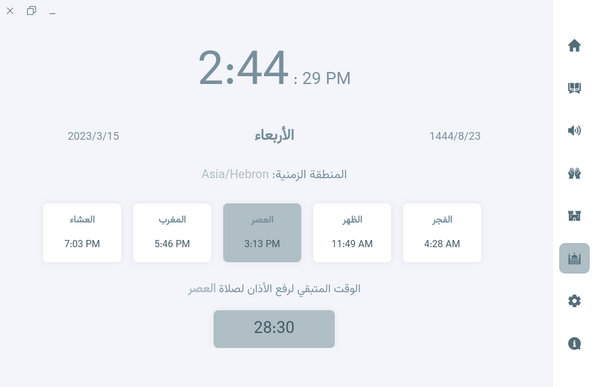 2:44 : 29 PM
1444/8/23 الأربعاء 2023/3/15
المنطقة الزمنية: Asia/Hebron
الفجر الظهر العصر المغرب العشاء
4:28 AM 11:49 AM 3:13 PM 5:46 PM 7:03 PM
الوقت المتبقي لرفع الأذان لصلاة العصر
28:30